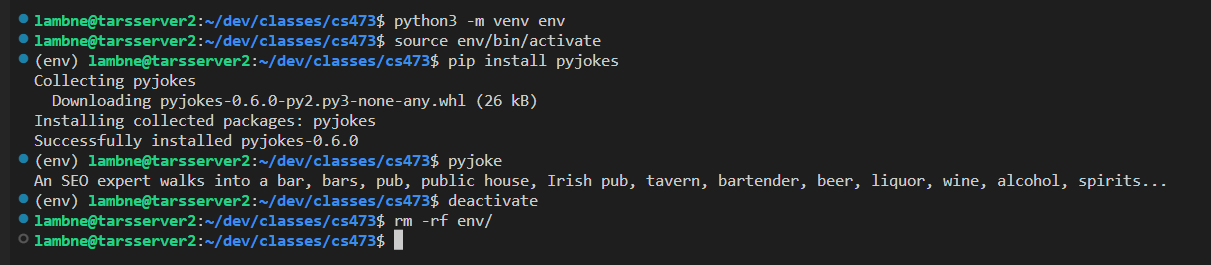 lambne@tarsserver2:~/dev/classes/cs473$ python3 -m venv env
lambne@tarsserver2:~/dev/classes/cs473$ source env/bin/activate
(env) lambne@tarsserver2:~/dev/classes/cs473$ pip install pyjokes
Collecting pyjokes
  Downloading pyjokes-0.6.0-py2.py3-none-any.whl (26 kB)
Installing collected packages: pyjokes
Successfully installed pyjokes-0.6.0
(env) lambne@tarsserver2:~/dev/classes/cs473$ pyjoke
An SEO expert walks into a bar, bars, pub, public house, Irish pub, tavern, bartender, beer, liquor, wine, alcohol, spirits...
(env) lambne@tarsserver2:~/dev/classes/cs473$ deactivate
lambne@tarsserver2:~/dev/classes/cs473$ rm -rf env/
lambne@tarsserver2:~/dev/classes/cs473$